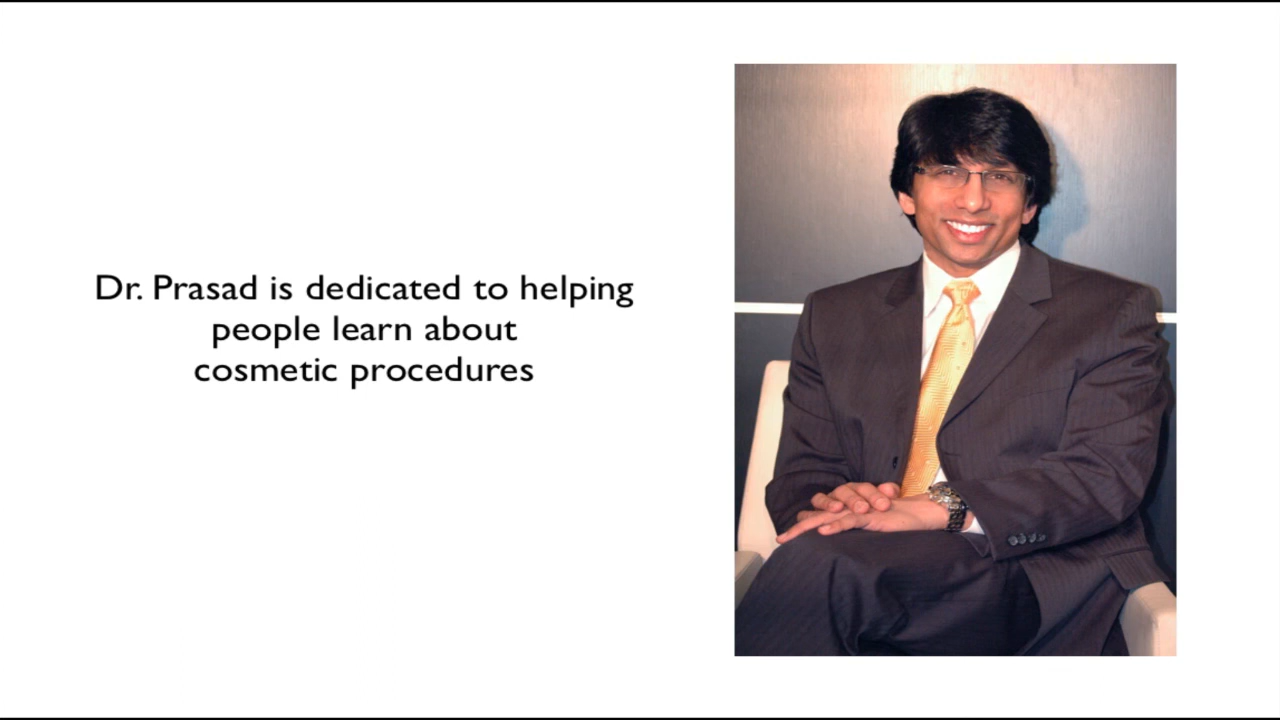 Dr. Prasad is dedicated to helping
people learn about
cosmetic procedures